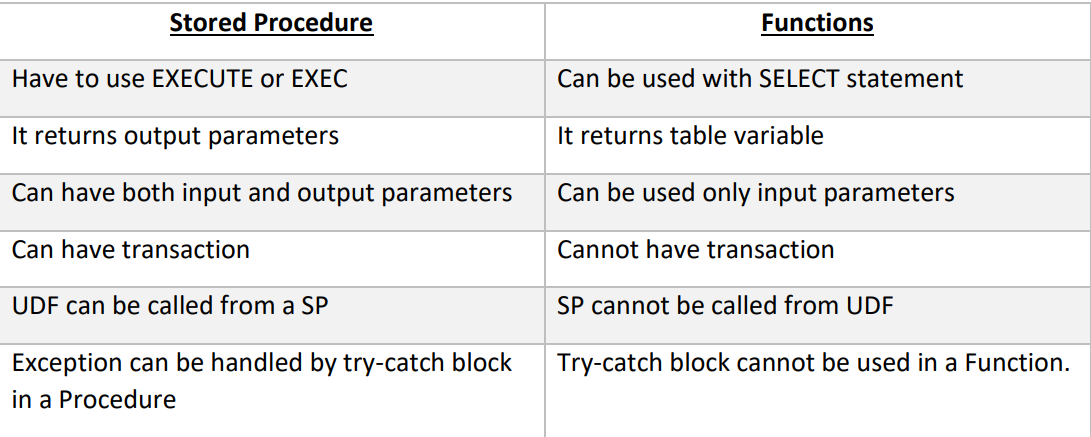 Stored Procedure
Functions
Have to use EXECUTE or EXEC
Can be used with SELECT statement
It returns output parameters
It returns table variable
Can have both input and output parameters
Can be used only input parameters
Can have transaction
Cannot have transaction
UDF can be called from a SP
SP cannot be called from UDF
Exception can be handled by try-catch block
in a Procedure
Try-catch block cannot be used in a Function.